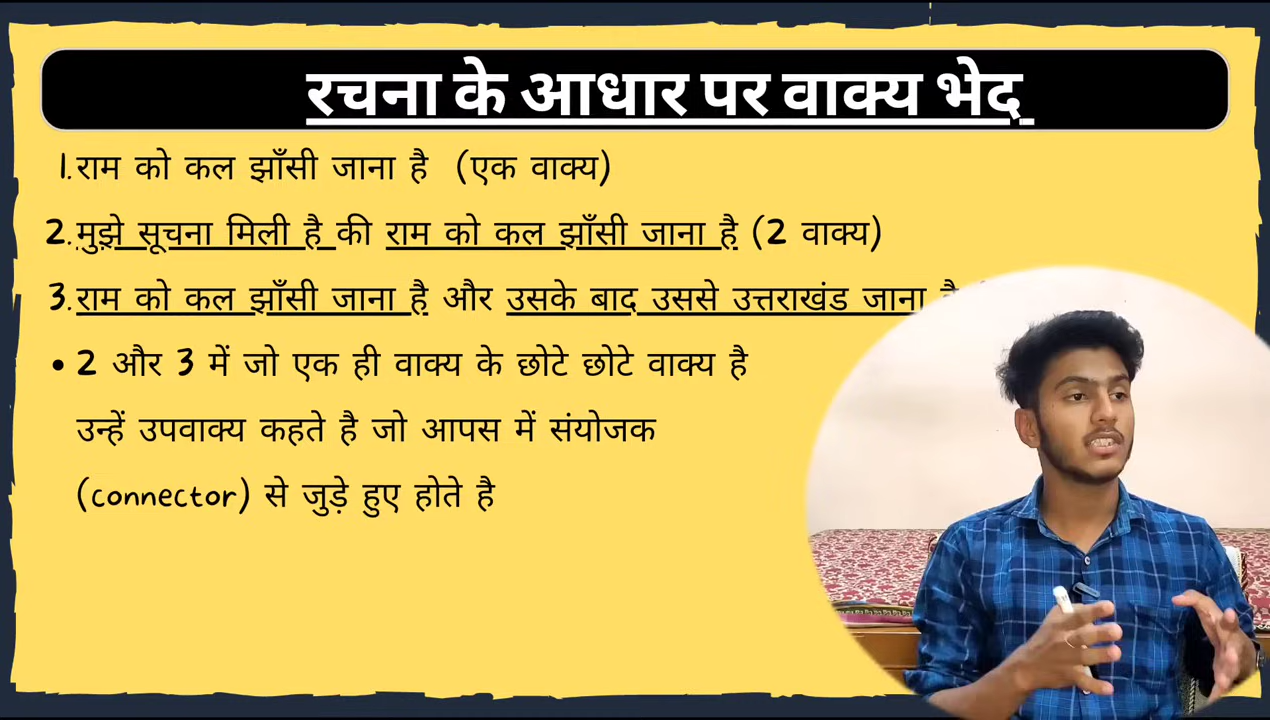 रचना के आधार पर वाक्य भेद
1. राम को कल झाँसी जाना है (एक वाक्य)
2. मुझे सूचना मिली है की राम को कल झाँसी जाना है (2 वाक्य)
3. राम को कल झाँसी जाना है और उसके बाद उससे उत्तराखंड जाना
• 2 और 3 में जो एक ही वाक्य के छोटे छोटे वाक्य है
उन्हें उपवाक्य कहते है जो आपस में संयोजक
(connector) से जुड़े हुए होते है